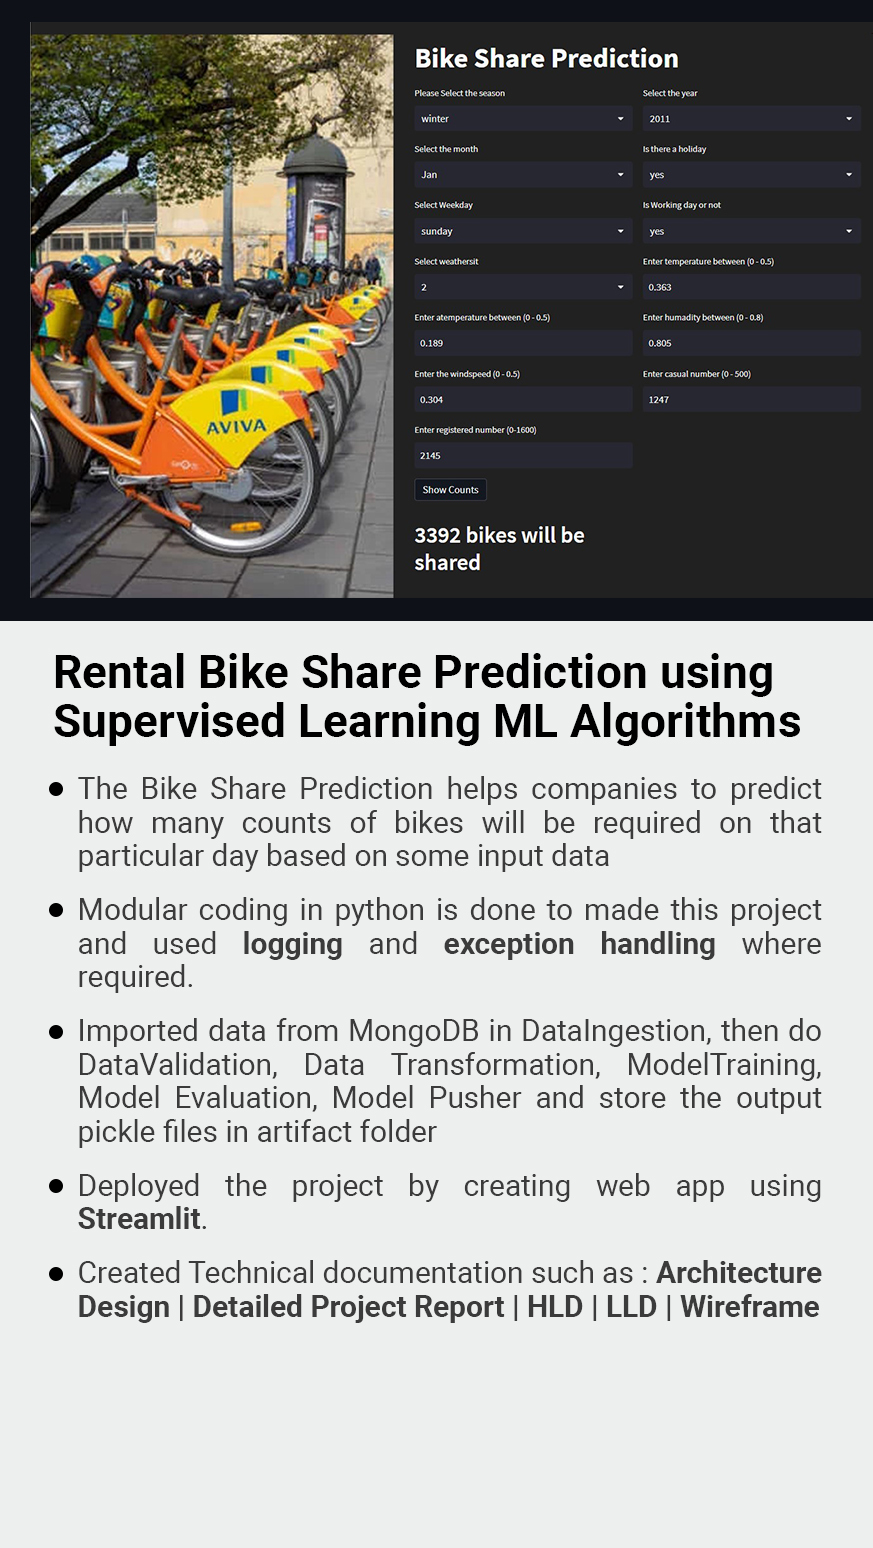 Bike Share Prediction
Please Select the season
Select the year
winter
2011
Select the month
Is there a holiday
Jan
yes
Select Weekday
Is Working day or not
sunday
yes
Select weathersit
Enter temperature between (0 - 0.5)
2
0.363
Enter atemperature between (0 - 0.5)
Enter humadity between (0 - 0.8)
0.189
0.805
Enter the windspeed (0 - 0.5)
Enter casual number (0 - 500)
0.304
1247
Enter registered number (0-1600)
2145
Show Counts
3392 bikes will be
shared
AVIVA
AVIVA
Rental Bike Share Prediction using
Supervised Learning ML Algorithms
● The Bike Share Prediction helps companies to predict
how many counts of bikes will be required on that
particular day based on some input data
● Modular coding in python is done to made this project
and used logging and exception handling where
required.
● Imported data from MongoDB in DataIngestion, then do
DataValidation, Data Transformation, ModelTraining,
Model Evaluation, Model Pusher and store the output
pickle files in artifact folder
● Deployed the project by creating web app using
Streamlit.
● Created Technical documentation such as : Architecture
Design | Detailed Project Report | HLD | LLD | Wireframe